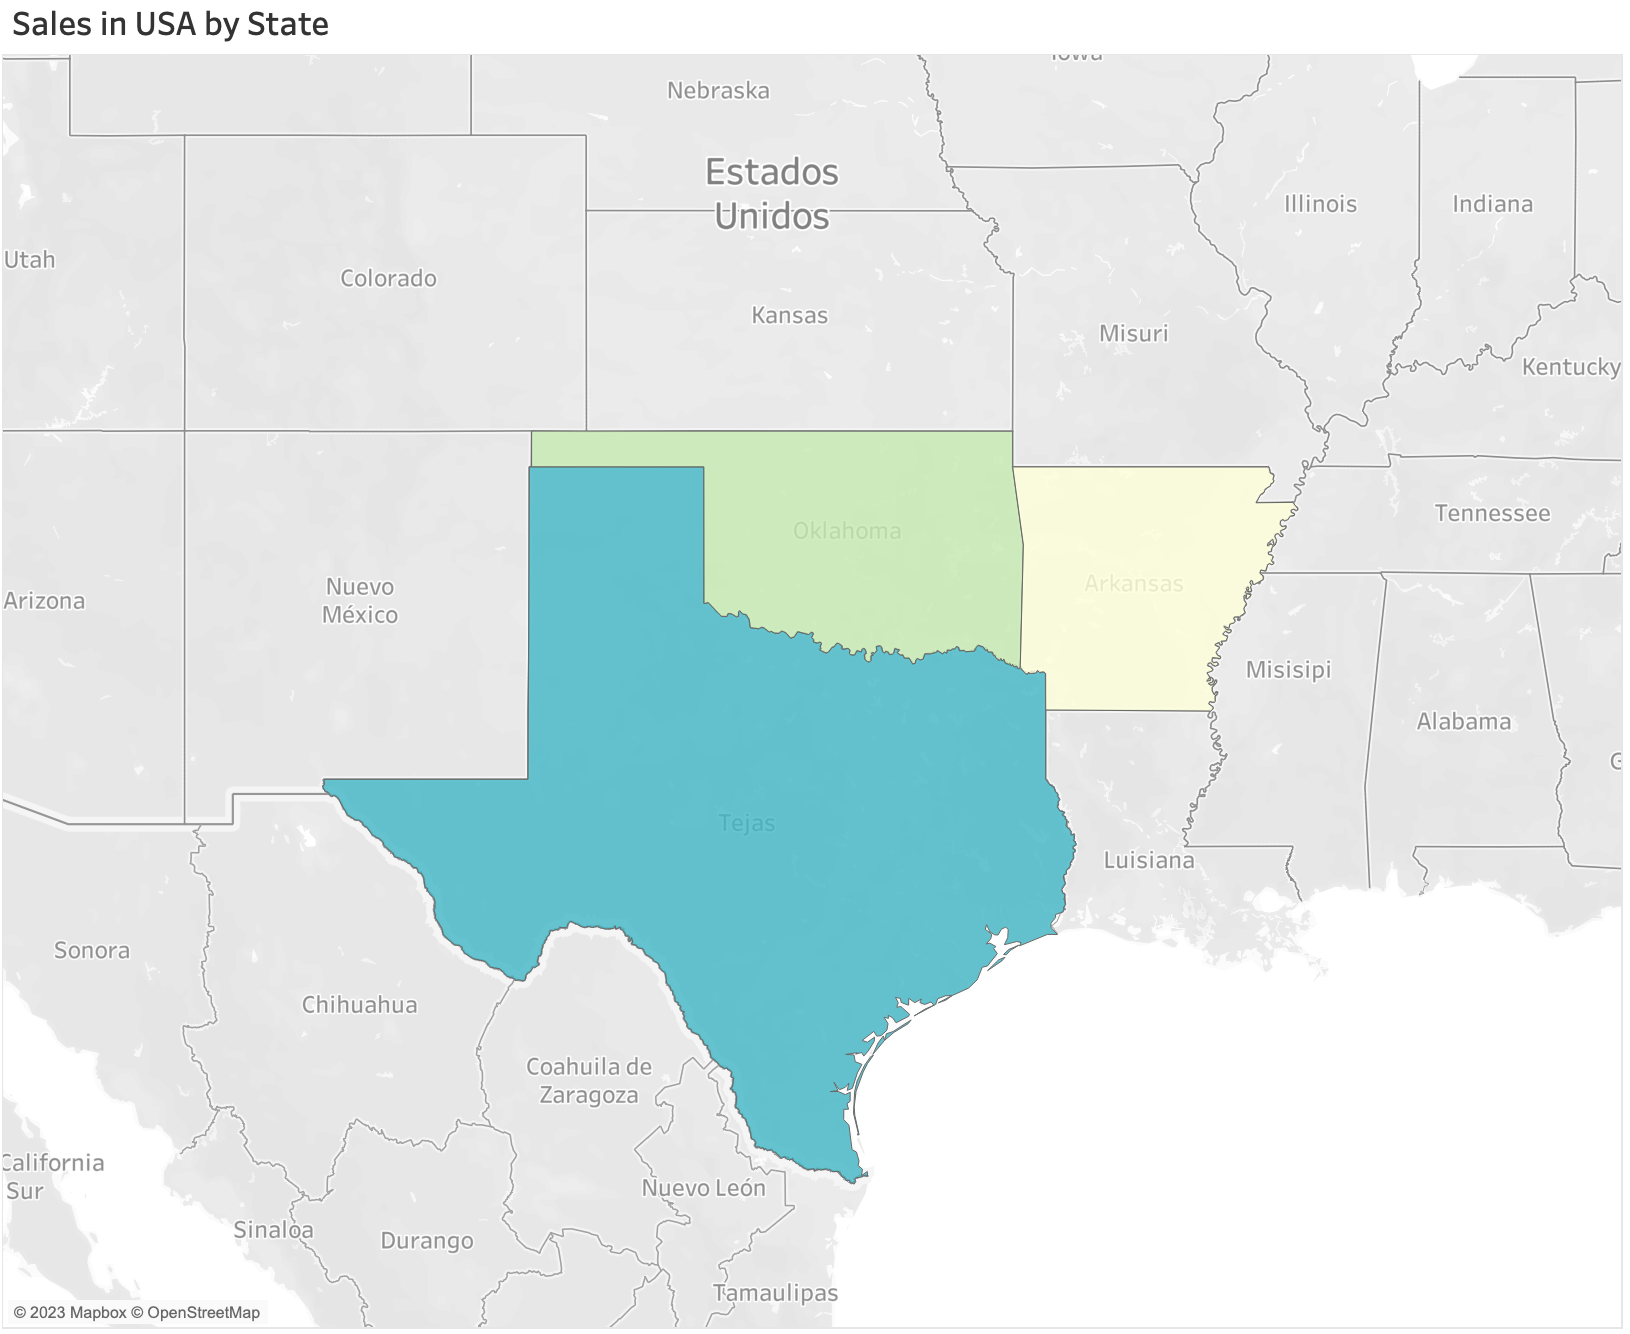 Sales in USA by State
Iowa
Nebraska
Estados
Unidos
Illinois
Indiana
Utah
Colorado
Kansas
Misuri
Kentucky
Oklahoma
Tennessee
Arkansas
Nuevo
México
Arizona
Misisipi
Alabama
G
Tejas
Luisiana
Sonora
Chihuahua
Coahuila de
Zaragoza
California
Sur
Nuevo León
Sinaloa
Durango
Tamaulipas
© 2023 Mapbox © OpenStreetMap